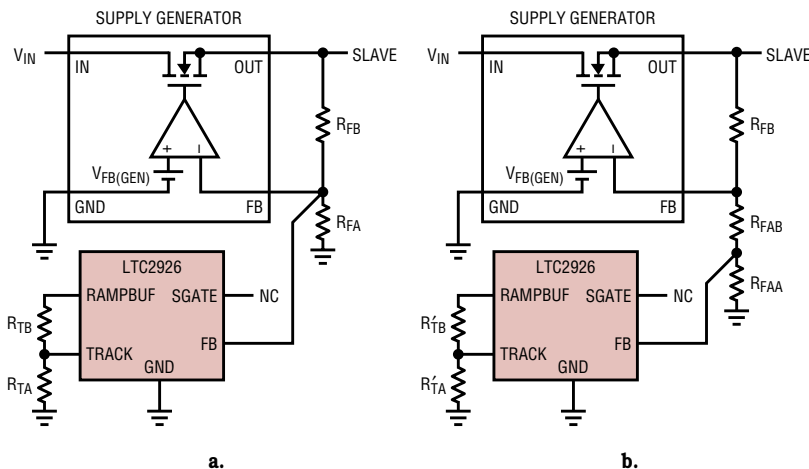 SUPPLY GENERATOR
V_IN
IN
OUT
SLAVE
R_FB
+
–
V_FB(GEN)
GND
FB
R_FA
LTC2926
RAMPBUF
SGATE
NC
R_TB
FB
TRACK
GND
R_TA
a.
SUPPLY GENERATOR
V_IN
IN
OUT
SLAVE
R_FB
+
–
V_FB(GEN)
GND
FB
R_FAB
LTC2926
RAMPBUF
SGATE
NC
R_FAA
R'_TB
FB
TRACK
GND
R'_TA
b.